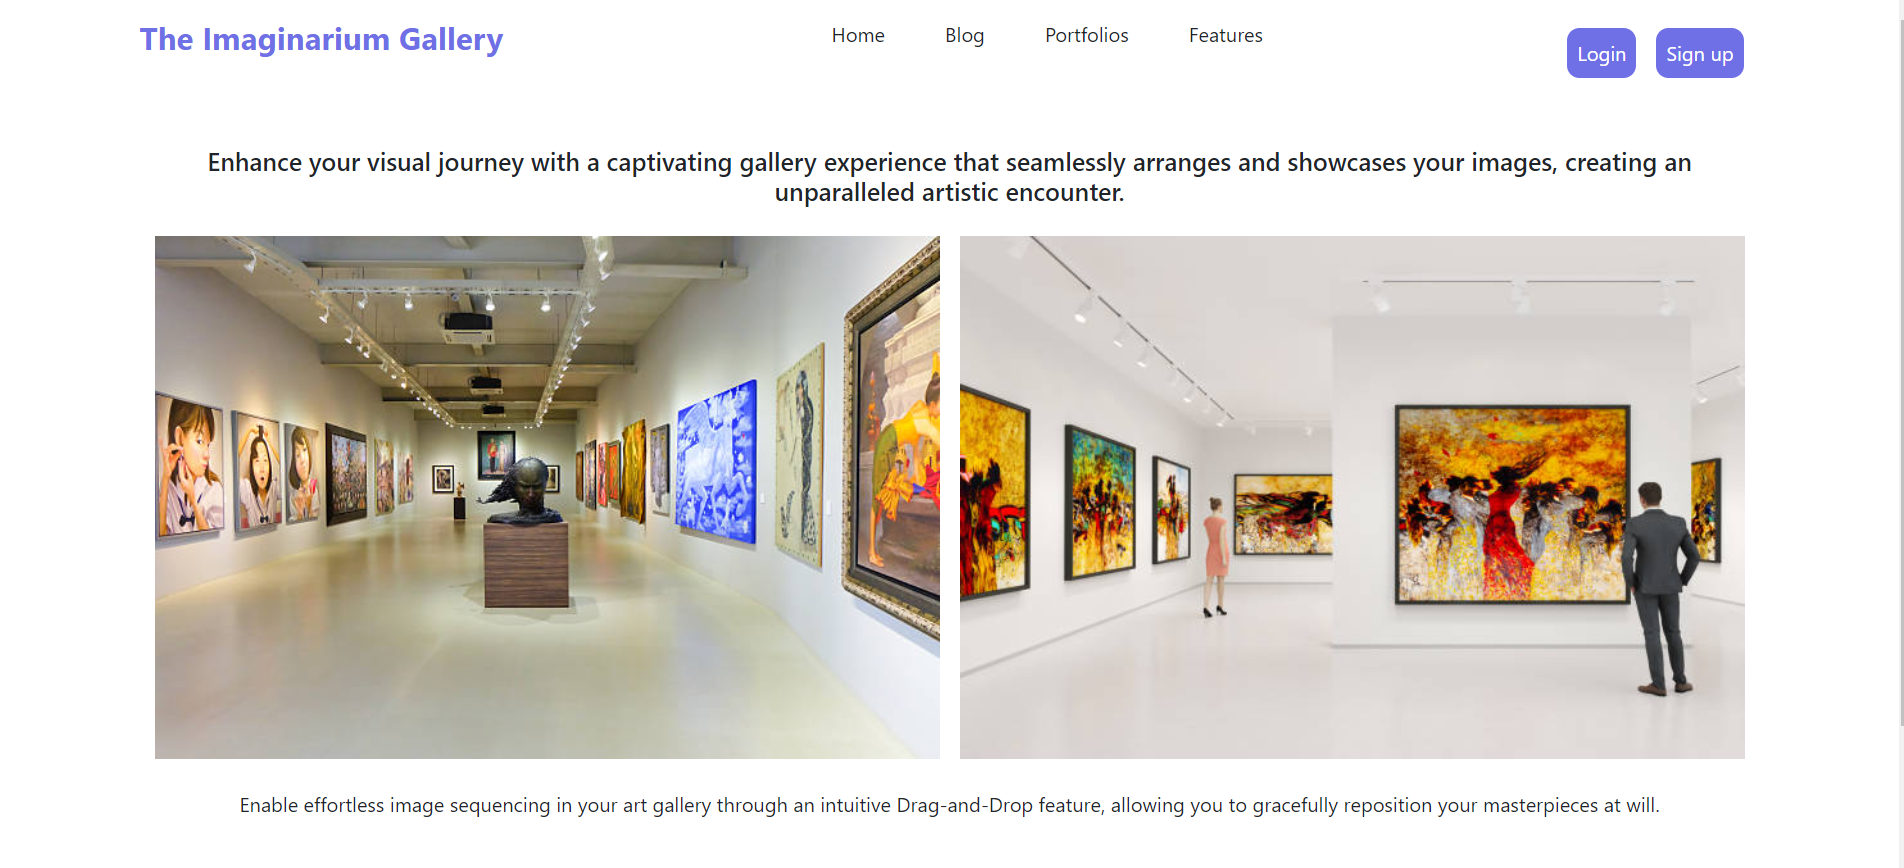 The Imaginarium Gallery
Home
Blog
Portfolios
Features
Login
Sign up
Enhance your visual journey with a captivating gallery experience that seamlessly arranges and showcases your images, creating an
unparalleled artistic encounter.
Enable effortless image sequencing in your art gallery through an intuitive Drag-and-Drop feature, allowing you to gracefully reposition your masterpieces at will.